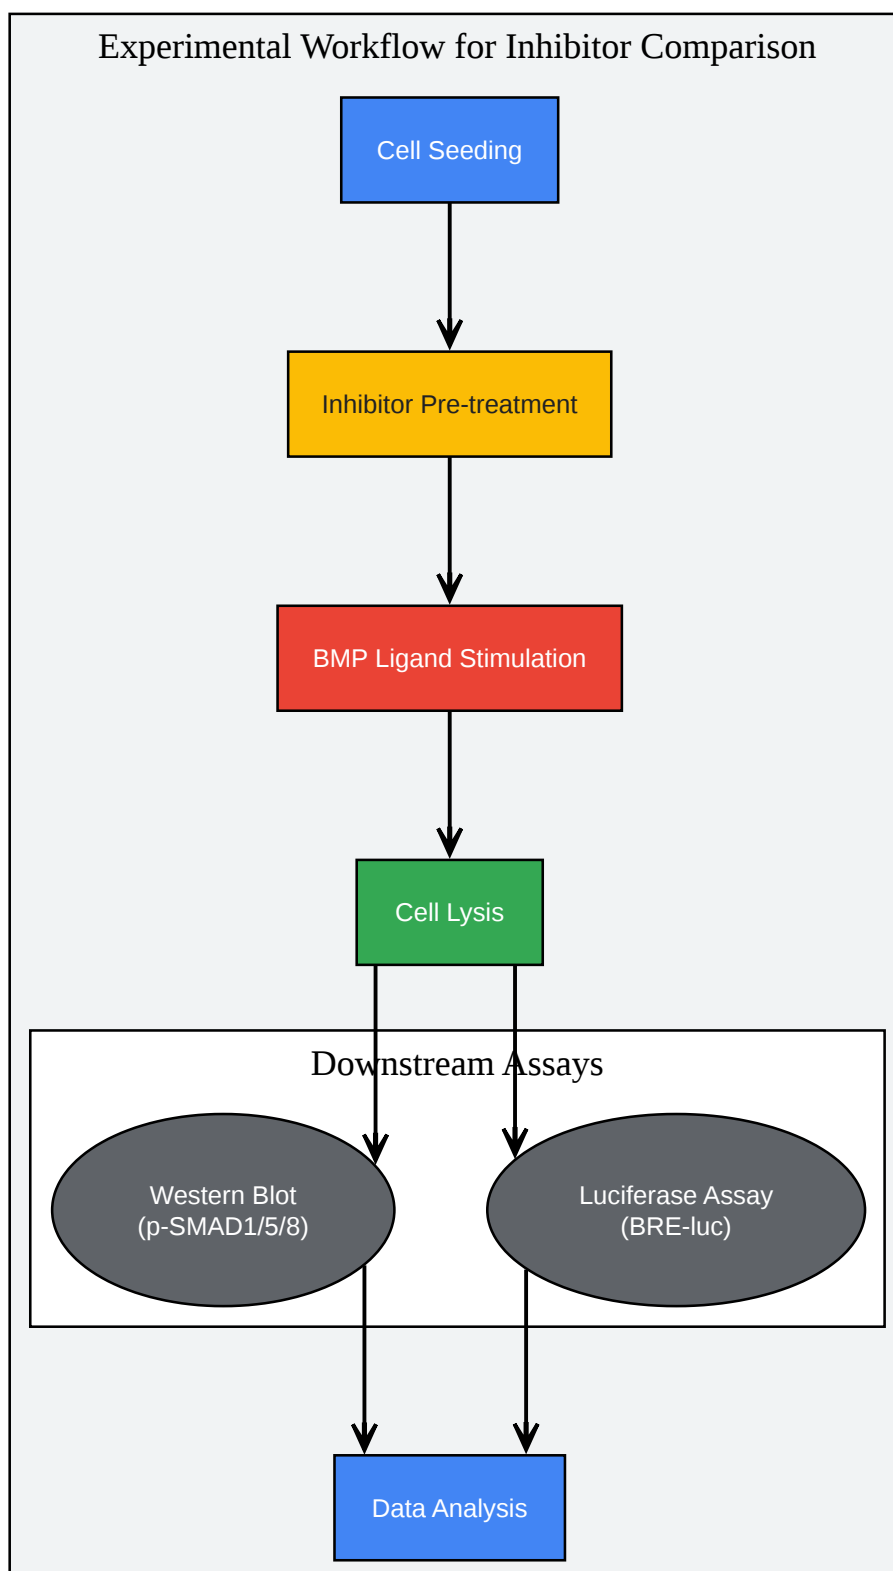 Experimental Workflow for Inhibitor Comparison
Cell Seeding
Inhibitor Pre-treatment
BMP Ligand Stimulation
Cell Lysis
Downstream Assays
Western Blot
(p-SMAD1/5/8)
Luciferase Assay
(BRE-luc)
Data Analysis